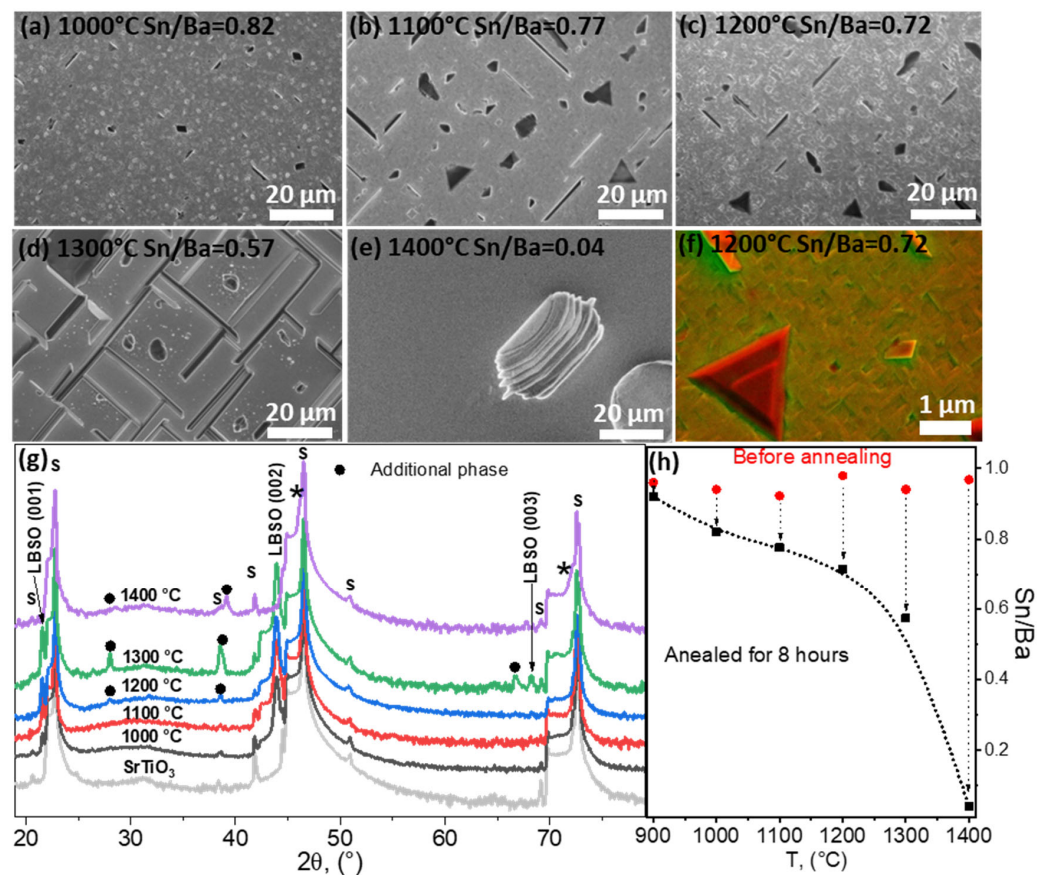 (a) 1000°C Sn/Ba=0.82
20 µm
(b) 1100°C Sn/Ba=0.77
20 µm
(c) 1200°C Sn/Ba=0.72
20 µm
(d) 1300°C Sn/Ba=0.57
20 µm
(e) 1400°C Sn/Ba=0.04
20 µm
(f) 1200°C Sn/Ba=0.72
1 µm
(g)
● Additional phase
S
LBSO (001)
S
LBSO (002)
*
S
S
S
S
LBSO (003)
*
S
S
1400 °C
1300 °C
1200 °C
1100 °C
1000 °C
SrTiO3
20 30 40 50 60 70 80
2θ, (°)
(h)
Before annealing
Anealed for 8 hours
1.0
0.8
0.6
0.4
0.2
Sn/Ba
900 1000 1100 1200 1300 1400
T, (°C)